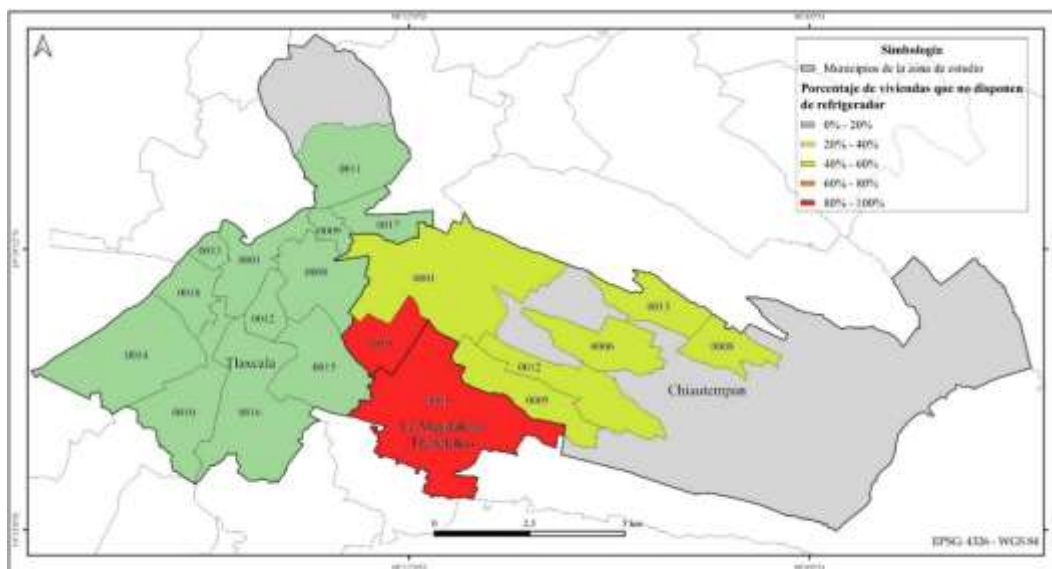 Simbología
Municipios de la zona de estudio
Porcentaje de viviendas que no disponen
de refrigerador
0% - 20%
20% - 40%
40% - 60%
60% - 80%
80% - 100%
0011
0017
0009
0013
0001
0008
0001
0018
0012
0013
0006
0008
0014
Tlaxcala
0015
0012
Chiautempan
0009
0010
0016
La Magdalena
Tlaltelulco
0 2.5 5 km
EPSG: 4326 - WGS 84